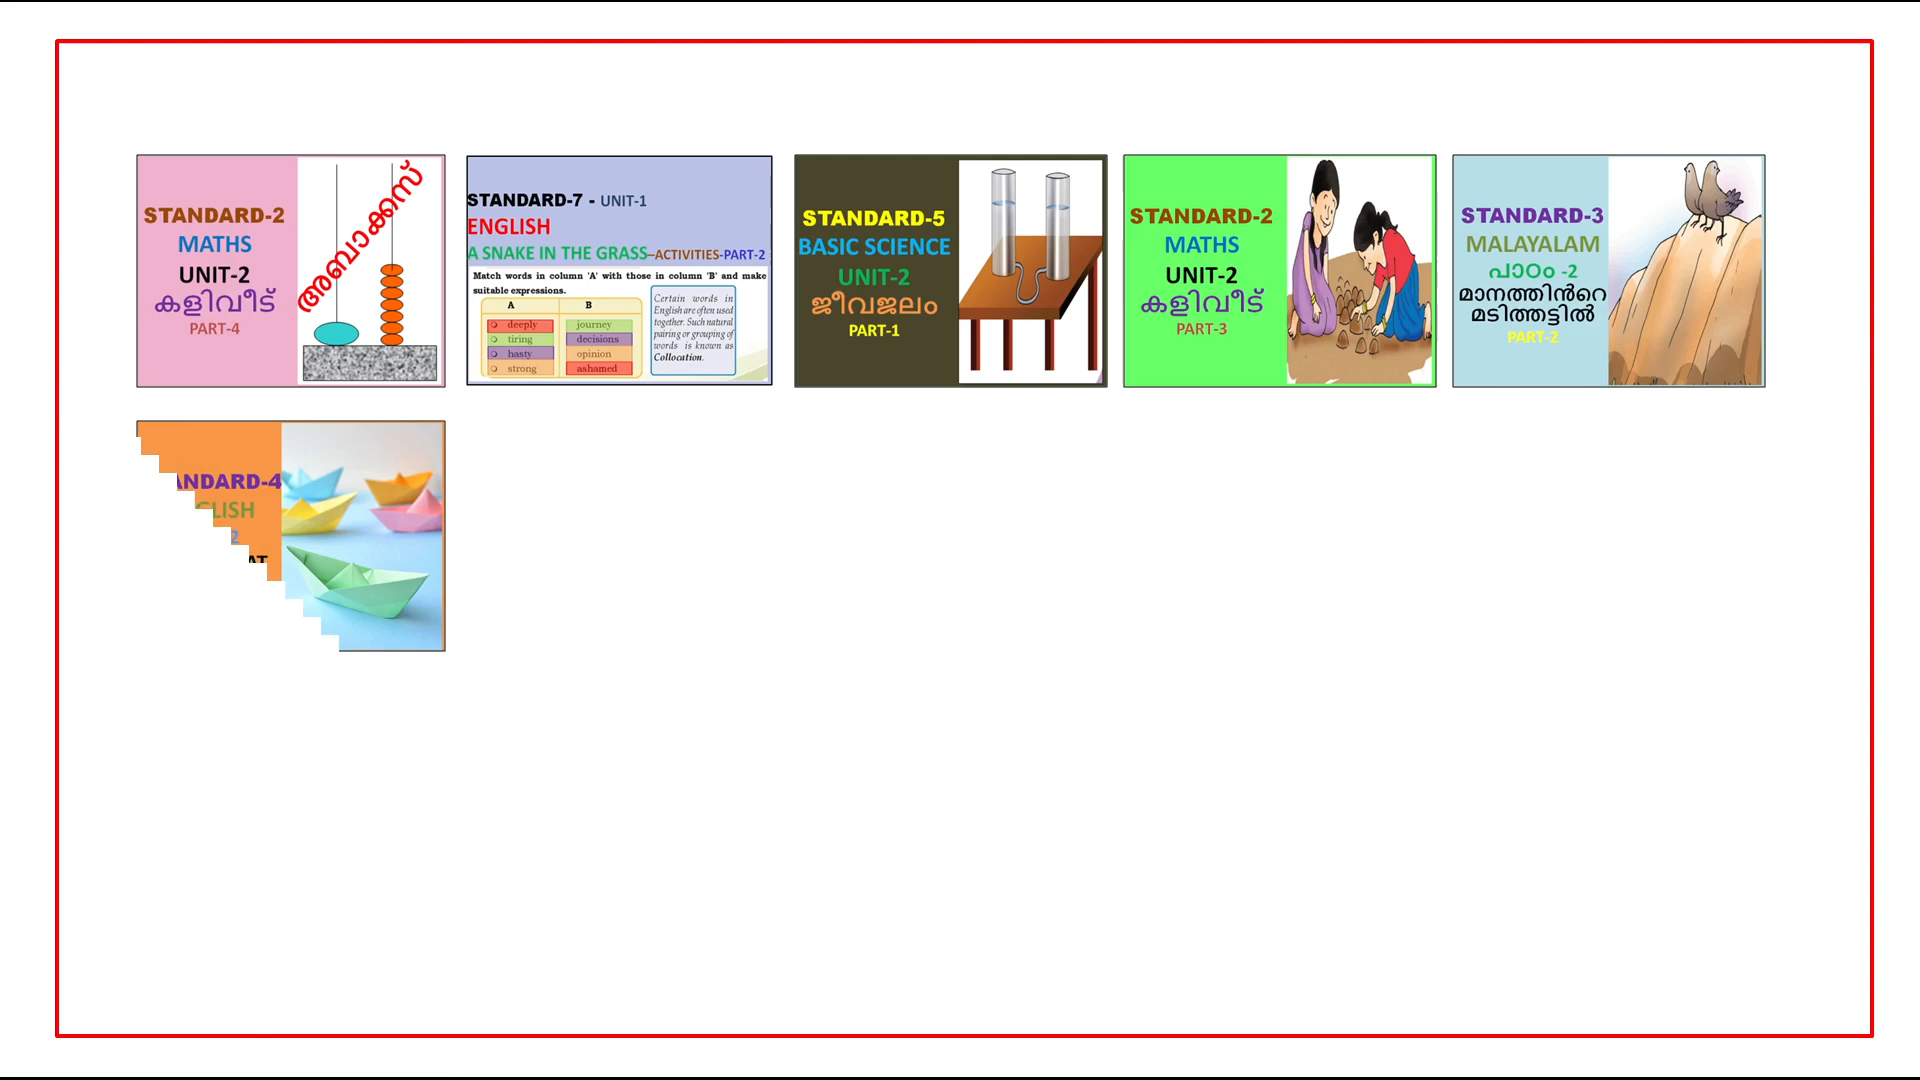 STANDARD-2
MATHS
UNIT-2
കളിവീട്
PART-4
അബാക്കസ്
STANDARD-7 - UNIT-1
ENGLISH
A SNAKE IN THE GRASS–ACTIVITIES-PART-2
Match words in column 'A' with those in column 'B' and make
suitable expressions.
A B
deeply journey
tiring decisions
hasty opinion
strong ashamed
Certain words in
English are often used
together. Such natural
pairing or grouping of
words is known as
Collocation.
STANDARD-5
BASIC SCIENCE
UNIT-2
ജീവജലം
PART-1
STANDARD-2
MATHS
UNIT-2
കളിവീട്
PART-3
STANDARD-3
MALAYALAM
പാഠം -2
മാനത്തിൻറെ
മടിത്തട്ടിൽ
PART-2
ANDARD-4
GLISH
2
AT